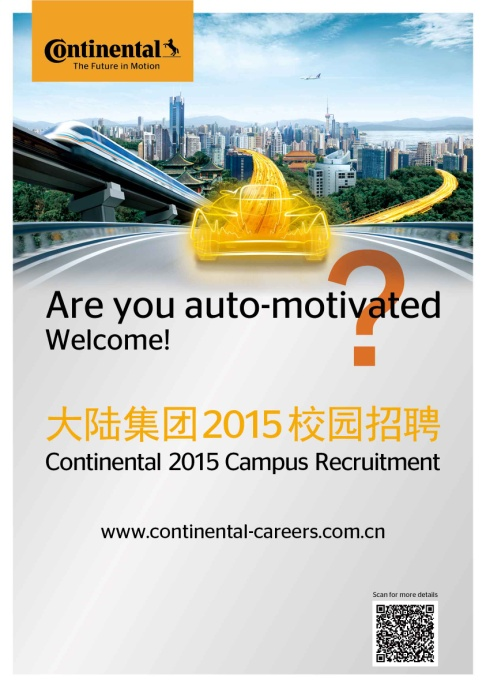 Continental
The Future in Motion
Are you auto-motivated?
Welcome!
大陆集团2015校园招聘
Continental 2015 Campus Recruitment
www.continental-careers.com.cn
Scan for more details